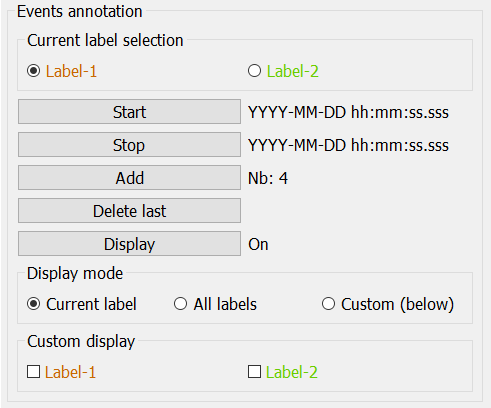 Events annotation
Current label selection
Label-1 Label-2
Start YYYY-MM-DD hh:mm:ss.sss
Stop YYYY-MM-DD hh:mm:ss.sss
Add Nb: 4
Delete last
Display On
Display mode
Current label All labels Custom (below)
Custom display
Label-1 Label-2